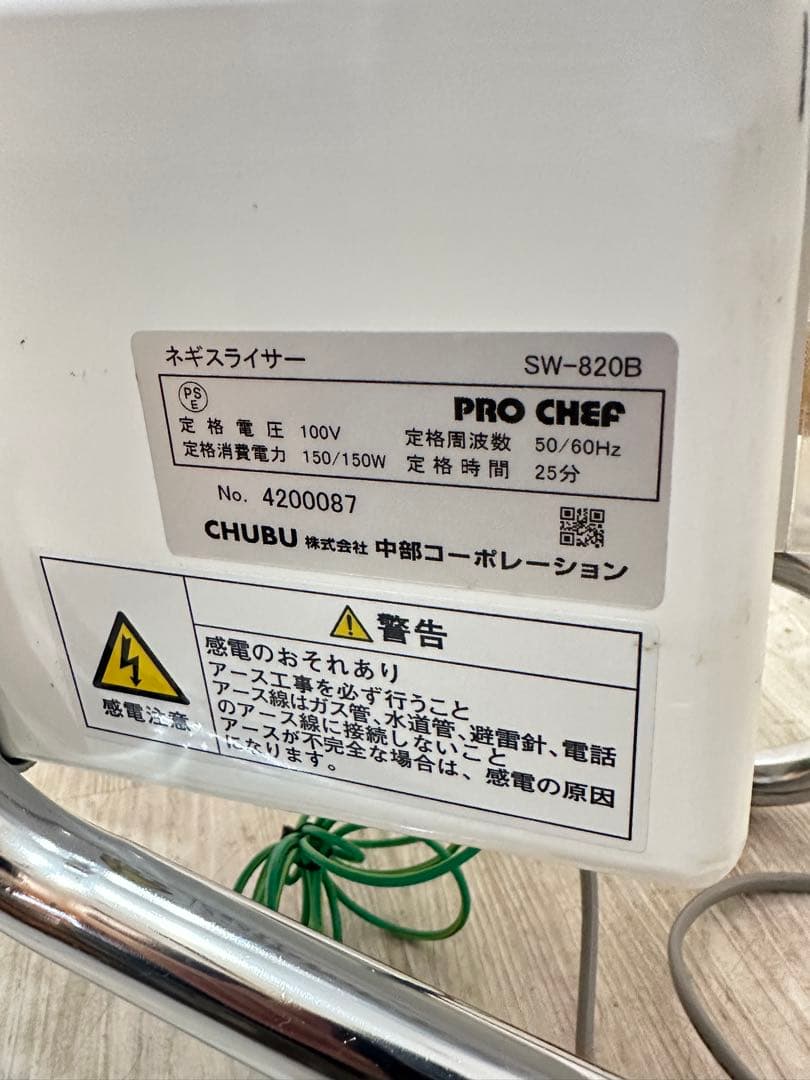 ネギスライサー SW-820B
PS
E
PRO CHEF
定格電圧 100V 定格周波数 50/60Hz
定格消費電力 150/150W 定格時間 25分
No. 4200087
CHUBU 株式会社 中部コーポレーション
警告
感電注意
感電のおそれあり
アース工事を必ず行うこと
アース線はガス管、水道管、避雷針、電話
のアース線に接続しないこと
アースが不完全な場合は、感電の原因
になります。